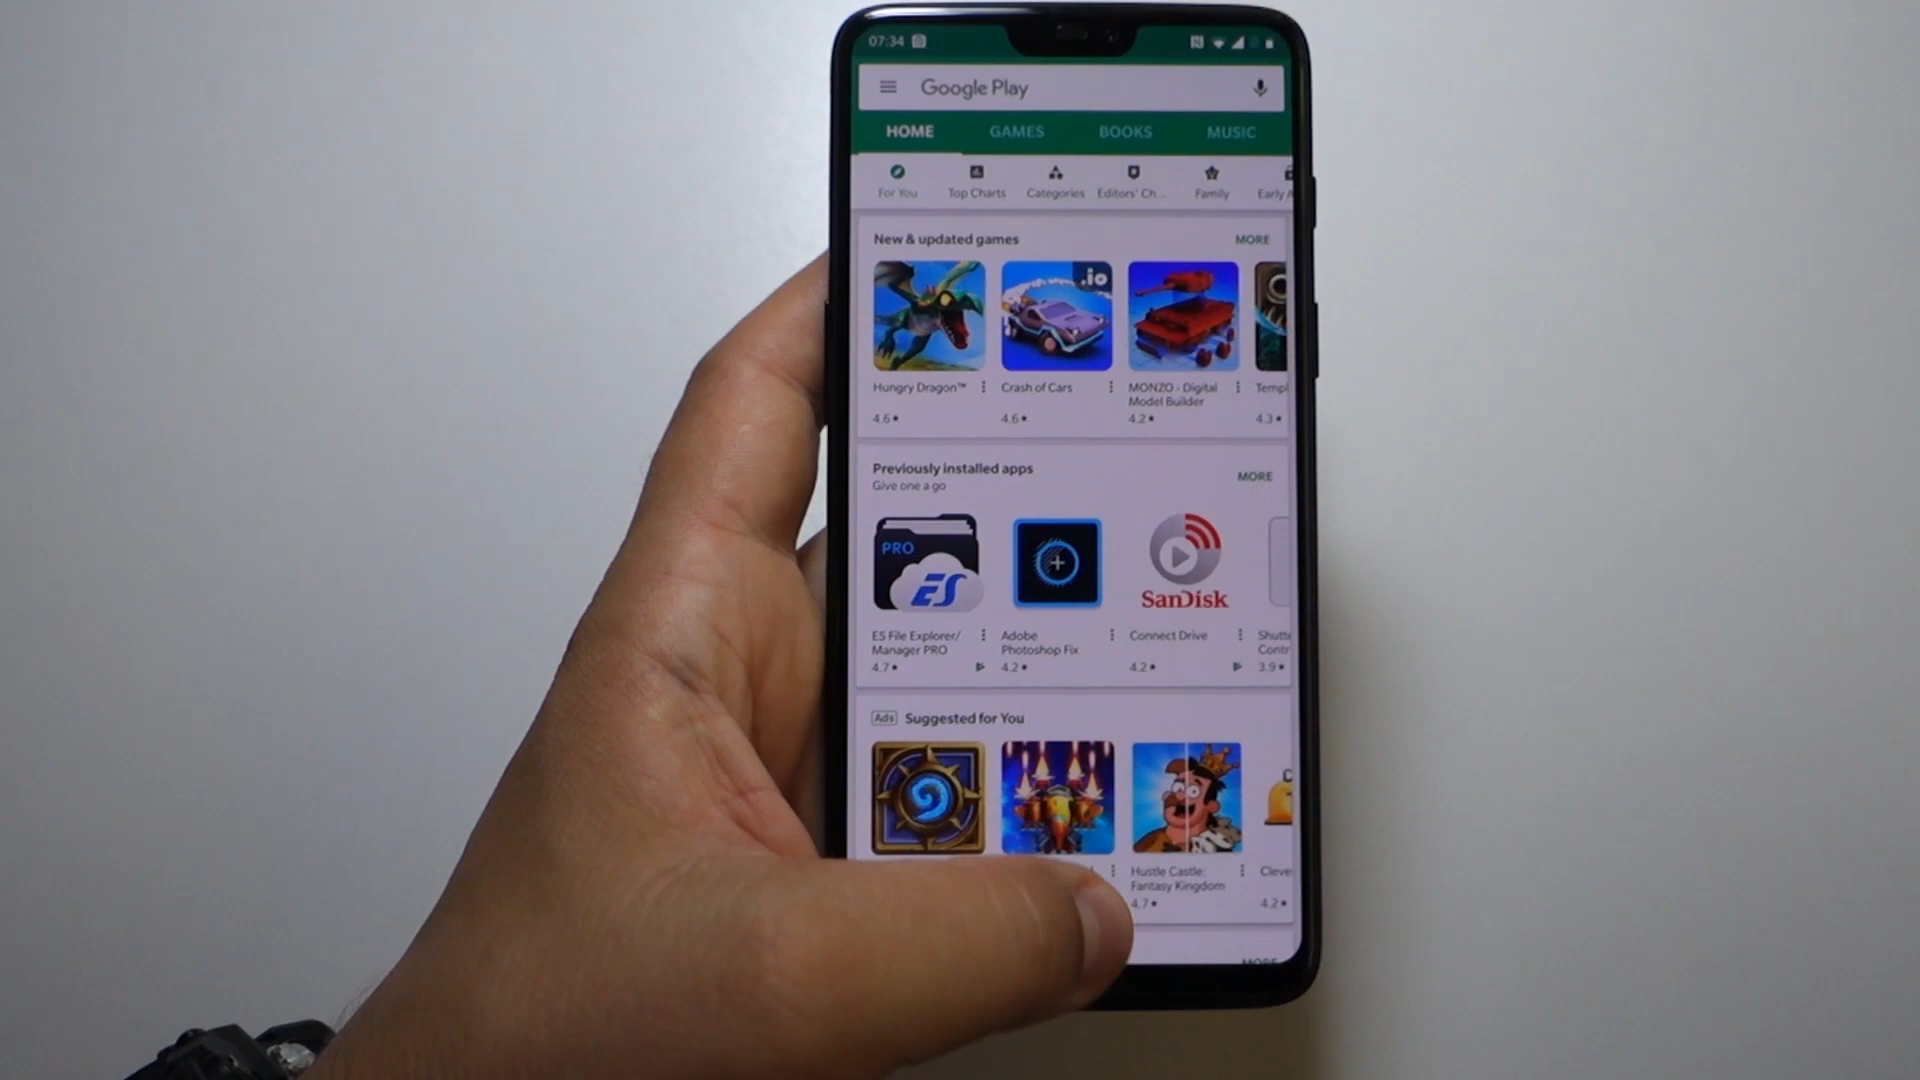 07:34
Google Play
HOME GAMES BOOKS MUSIC
For You Top Charts Categories Editors' Ch... Family Early A
New & updated games MORE
.io
Hungry Dragon™ Crash of Cars MONZO - Digital Templ
Model Builder
4.6★ 4.6★ 4.2★ 4.3★
Previously installed apps MORE
Give one a go
PRO
ES
SanDisk
ES File Explorer/ Adobe Connect Drive Shutte
Manager PRO Photoshop Fix Contr
4.7★ 4.2★ 4.2★ 3.9★
Ads Suggested for You
Hustle Castle: Cleve
Fantasy Kingdom
4.7★ 4.2★
MORE